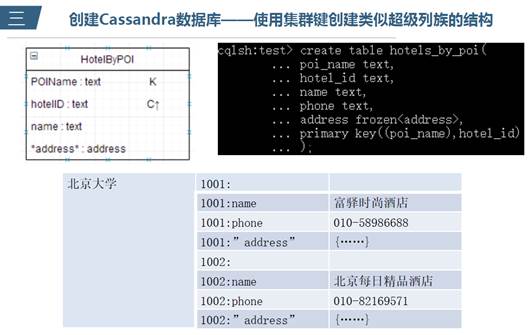 三
创建Cassandra数据库——使用集群键创建类似超级列族的结构
HotelByPOI
POIName : text K
hotelID : text C↑
name : text
*address* : address
cqlsh:test> create table hotels_by_poi(
... poi_name text,
... hotel_id text,
... name text,
... phone text,
... address frozen<address>,
... primary key((poi_name),hotel_id)
... );
北京大学
1001:
1001:name 富驿时尚酒店
1001:phone 010-58986688
1001:”address” {……}
1002:
1002:name 北京每日精品酒店
1002:phone 010-82169571
1002:”address” {……}